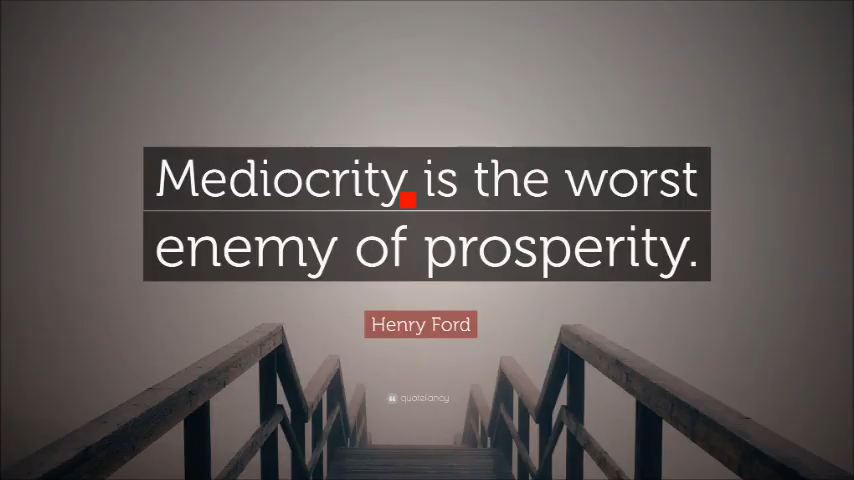 Mediocrity is the worst
enemy of prosperity.
Henry Ford
quotefancy